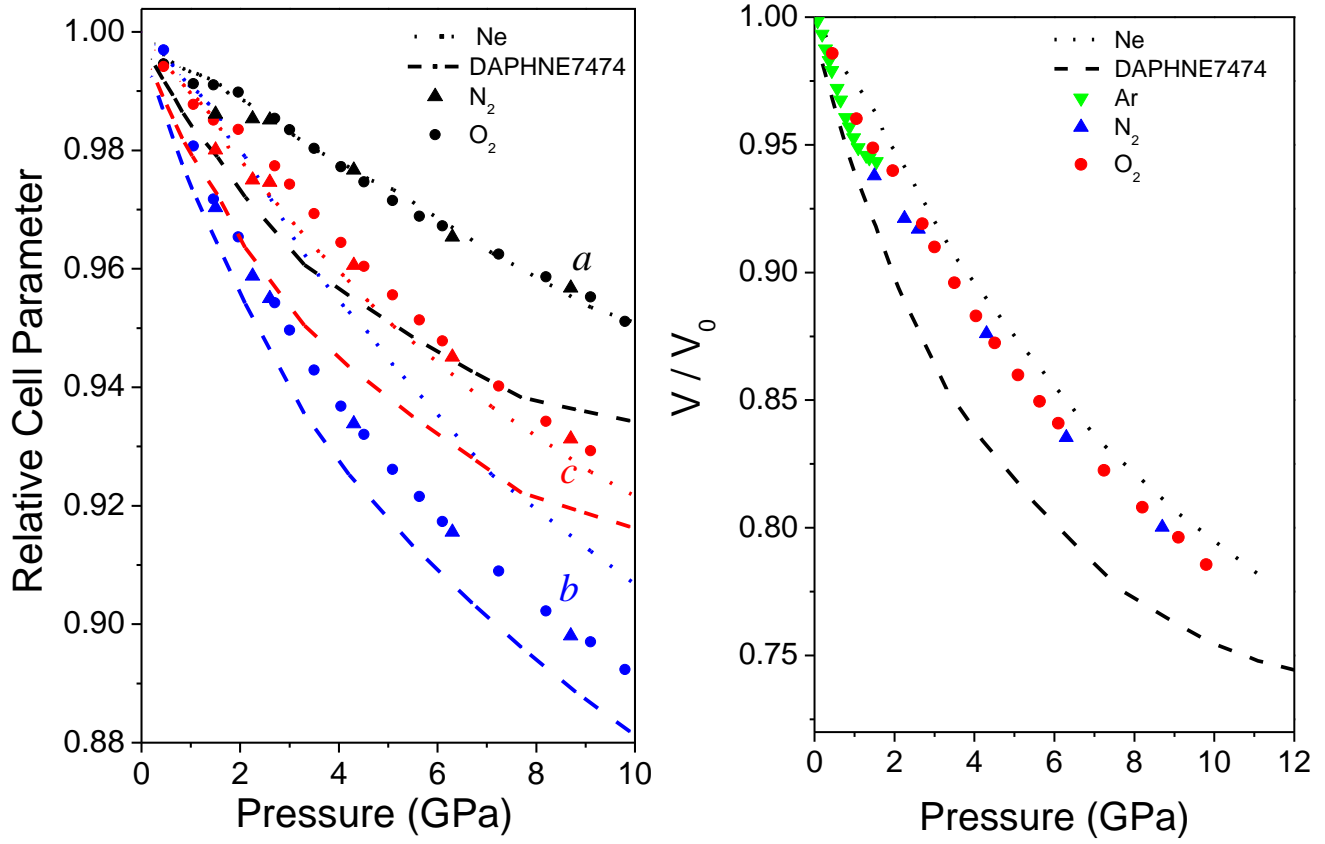 Relative Cell Parameter
1.00
0.98
0.96
0.94
0.92
0.90
0.88
Ne
DAPHNE7474
N₂
O₂
a
c
b
0 2 4 6 8 10
Pressure (GPa)
V / V₀
1.00
0.95
0.90
0.85
0.80
0.75
Ne
DAPHNE7474
Ar
N₂
O₂
0 2 4 6 8 10 12
Pressure (GPa)